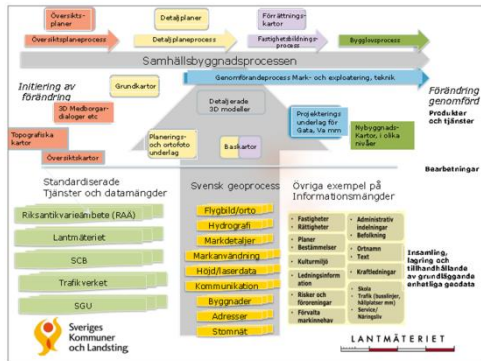 Översikts-
planer
Detaljplaner
Förrättnings-
kartor
Översiktsplaneprocess
Detaljplaneprocess
Fastighetsbildnings-
process
Bygglovsprocess
Samhällsbyggnadsprocessen
Genomförandeprocess Mark- och exploatering, teknik
Initiering av
förändring
Förändring
genomförd
Produkter
och tjänster
Grundkartor
3D Medborgar-
dialoger etc
Detaljerade
3D modeller
Topografiska
kartor
Översiktskartor
Planerings-
och ortofoto
underlag
Baskartor
Projekterings
underlag för
Gata, Va mm
Nybyggnads-
Kartor, i olika
nivåer
Bearbetningar
Standardiserade
Tjänster och datamängder
Svensk geoprocess
Övriga exempel på
Informationsmängder
Riksantikvarieämbete (RAÄ)
Lantmäteriet
SCB
Trafikverket
SGU
Flygbild/orto
Hydrografi
Markdetaljer
Markanvändning
Höjd/laserdata
Kommunikation
Byggnader
Adresser
Stomnät
• Fastigheter
• Rättigheter
• Planer
• Bestämmelser
• Kulturmiljö
• Ledningsinform
ation
• Risker och
föroreningar
• Förvalta
markinnehav
• Administrativ
indelningar
• Befolkning
• Ortnamn
• Text
• Kraftledningar
• Skola
• Trafik (busslinjer,
hållplatser mm)
• Service/
Näringsliv
Insamling,
lagring och
tillhandahållande
av grundläggande
enhetliga geodata
Sveriges
Kommuner
och Landsting
LANTMÄTERIET